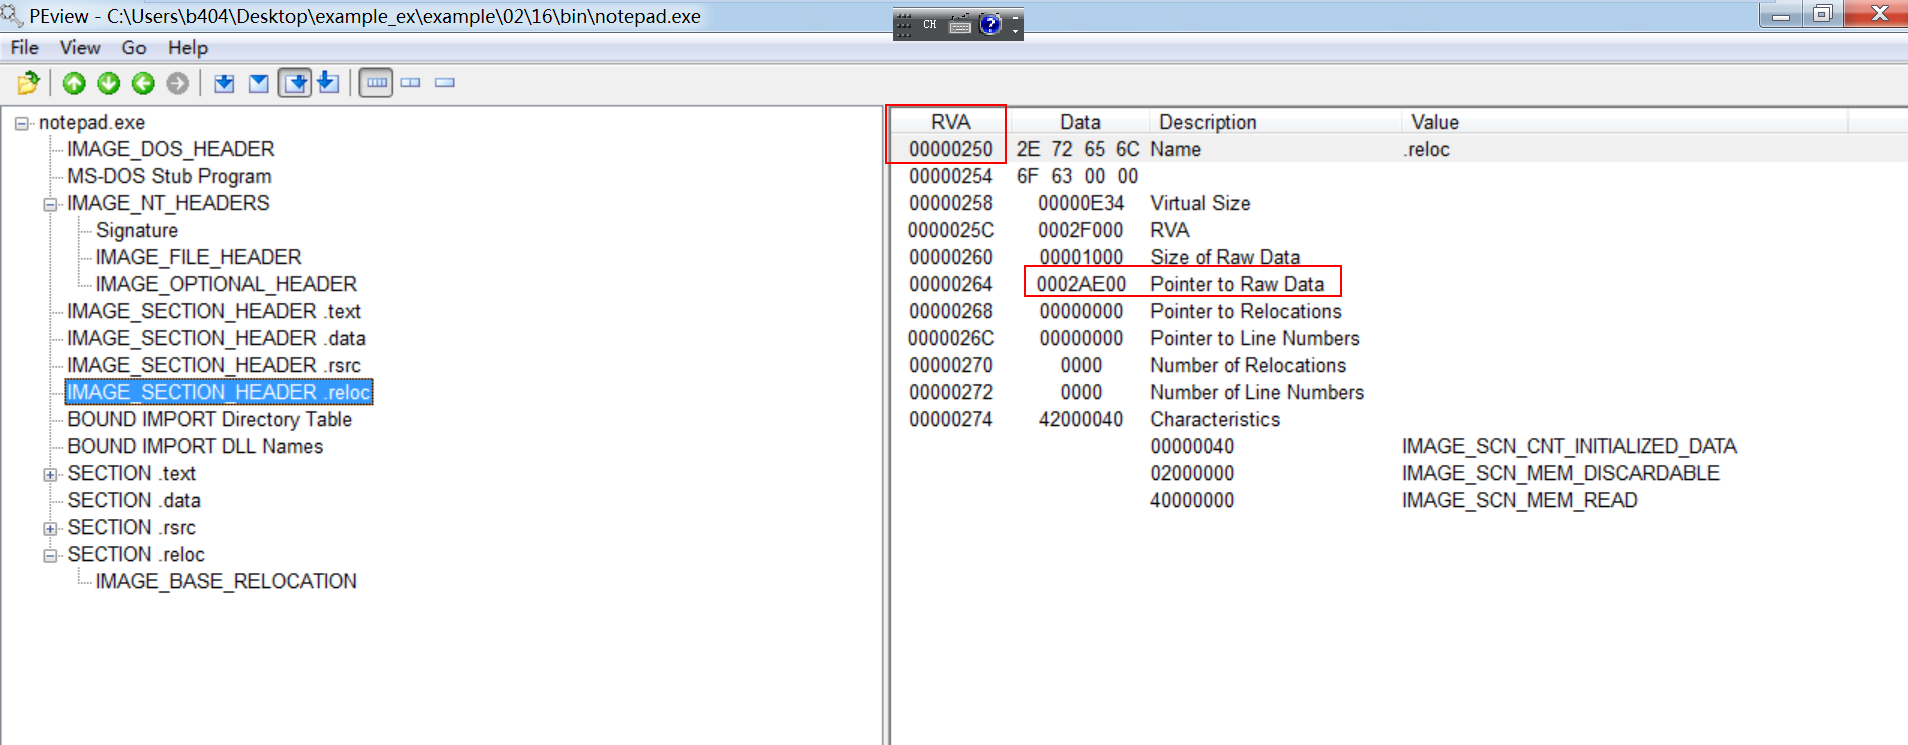 PEview - C:\Users\b404\Desktop\example_ex\example\02\16\bin\notepad.exe
CH
File View Go Help
notepad.exe
IMAGE_DOS_HEADER
MS-DOS Stub Program
IMAGE_NT_HEADERS
Signature
IMAGE_FILE_HEADER
IMAGE_OPTIONAL_HEADER
IMAGE_SECTION_HEADER .text
IMAGE_SECTION_HEADER .data
IMAGE_SECTION_HEADER .rsrc
IMAGE_SECTION_HEADER .reloc
BOUND IMPORT Directory Table
BOUND IMPORT DLL Names
SECTION .text
SECTION .data
SECTION .rsrc
SECTION .reloc
IMAGE_BASE_RELOCATION
RVA Data Description Value
00000250 2E 72 65 6C Name .reloc
00000254 6F 63 00 00
00000258 00000E34 Virtual Size
0000025C 0002F000 RVA
00000260 00001000 Size of Raw Data
00000264 0002AE00 Pointer to Raw Data
00000268 00000000 Pointer to Relocations
0000026C 00000000 Pointer to Line Numbers
00000270 0000 Number of Relocations
00000272 0000 Number of Line Numbers
00000274 42000040 Characteristics
00000040 IMAGE_SCN_CNT_INITIALIZED_DATA
02000000 IMAGE_SCN_MEM_DISCARDABLE
40000000 IMAGE_SCN_MEM_READ